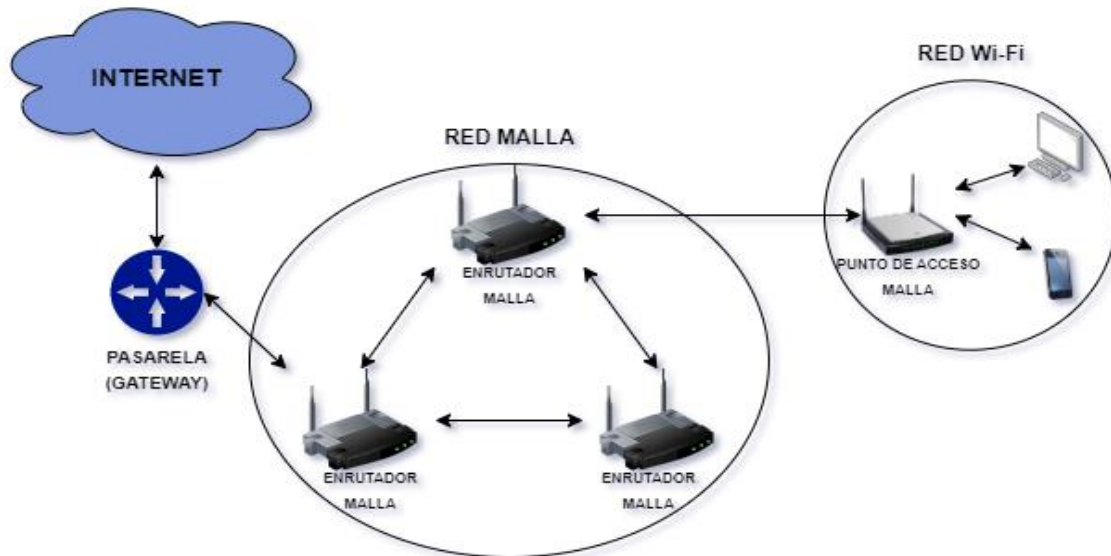 INTERNET
RED Wi-Fi
RED MALLA
ENRUTADOR
MALLA
PUNTO DE ACCESO
MALLA
PASARELA
(GATEWAY)
ENRUTADOR
MALLA
ENRUTADOR
MALLA